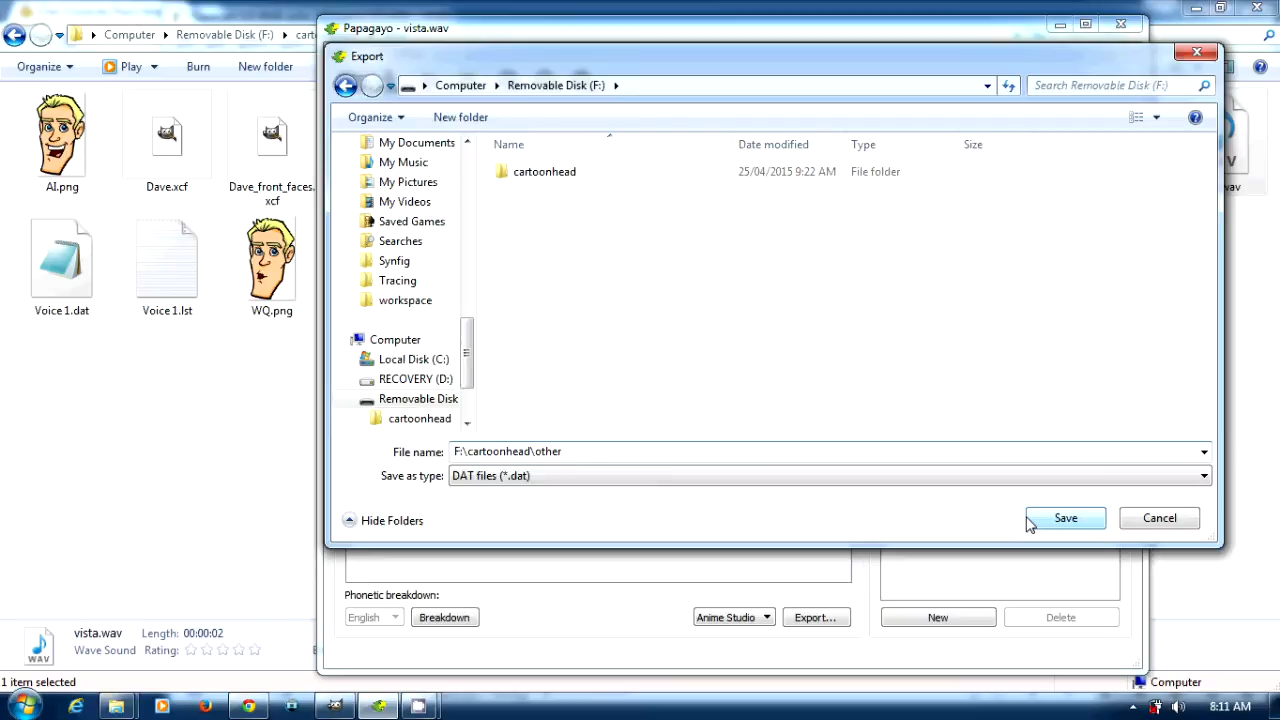 Papagayo - vista.wav
Computer
Removable Disk (F:)
Organize
Play
Burn
New folder
AI.png
Dave.xcf
Dave_front_faces.
xcf
Voice 1.dat
Voice 1.lst
WQ.png
Export
Computer
Removable Disk (F:)
Search Removable Disk (F:)
Organize
New folder
My Documents
My Music
My Pictures
My Videos
Saved Games
Searches
Synfig
Tracing
workspace
Computer
Local Disk (C:)
RECOVERY (D:)
Removable Disk
cartoonhead
Name
Date modified
Type
Size
cartoonhead
25/04/2015 9:22 AM
File folder
File name:
F:\cartoonhead\other
Save as type:
DAT files (*.dat)
Hide Folders
Save
Cancel
Phonetic breakdown:
English
Breakdown
Anime Studio
Export...
New
Delete
WAV
vista.wav
Length: 00:00:02
Wave Sound
Rating:
1 item selected
Computer
8:11 AM